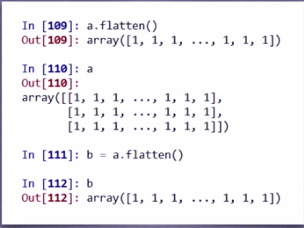 In [109]: a.flatten()
Out[109]: array([1, 1, 1, ..., 1, 1, 1])
In [110]: a
Out[110]:
array([[1, 1, 1, ..., 1, 1, 1],
       [1, 1, 1, ..., 1, 1, 1],
       [1, 1, 1, ..., 1, 1, 1]])
In [111]: b = a.flatten()
In [112]: b
Out[112]: array([1, 1, 1, ..., 1, 1, 1])